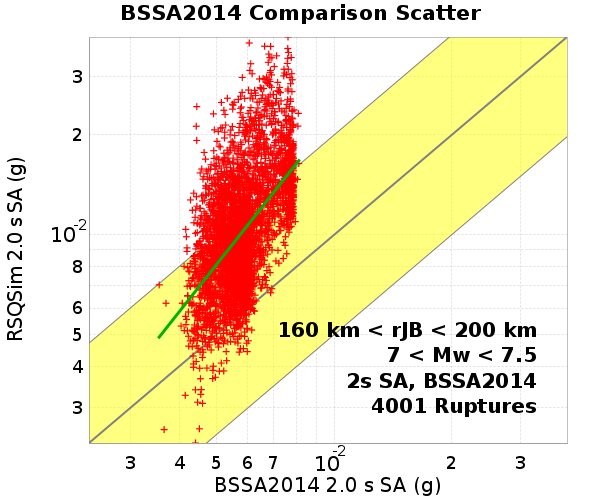 BSSA2014 Comparison Scatter
RSQSim 2.0 s SA (g)
3
2
10-2
8
6
5
4
3
160 km < rJB < 200 km
7 < Mw < 7.5
2s SA, BSSA2014
4001 Ruptures
3 4 5 6 7 10-2 2 3
BSSA2014 2.0 s SA (g)